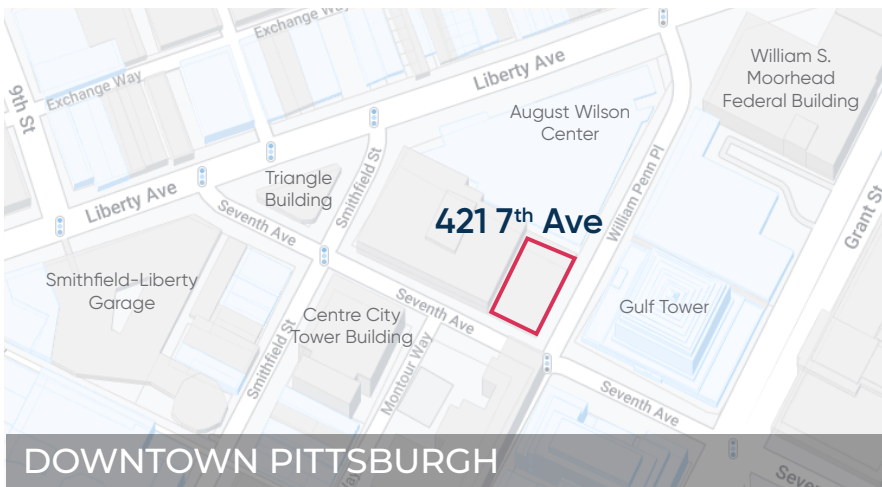 Exchange Way
William S.
Moorhead
Federal Building
Liberty Ave
Exchange Way
9th St
August Wilson
Center
Triangle
Building
Smithfield St
William Penn Pl
Liberty Ave
Seventh Ave
421 7th Ave
Grant St
Smithfield-Liberty
Garage
Seventh Ave
Gulf Tower
Centre City
Tower Building
Smithfield St
Montour Way
Seventh Ave
DOWNTOWN PITTSBURGH